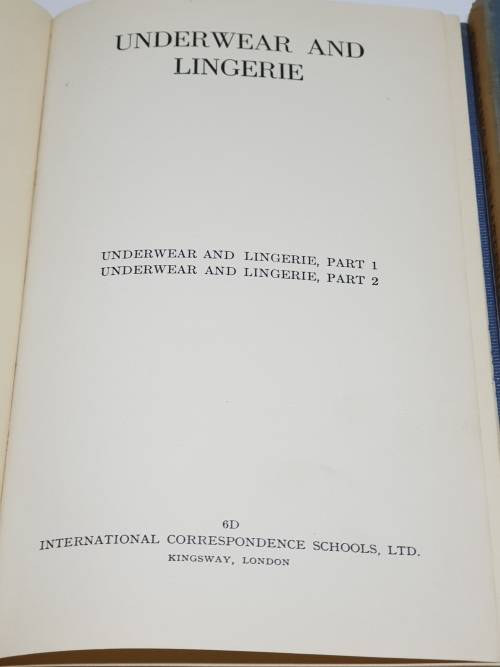 UNDERWEAR AND
LINGERIE
UNDERWEAR AND LINGERIE, PART 1
UNDERWEAR AND LINGERIE, PART 2
6D
INTERNATIONAL CORRESPONDENCE SCHOOLS, LTD.
KINGSWAY, LONDON